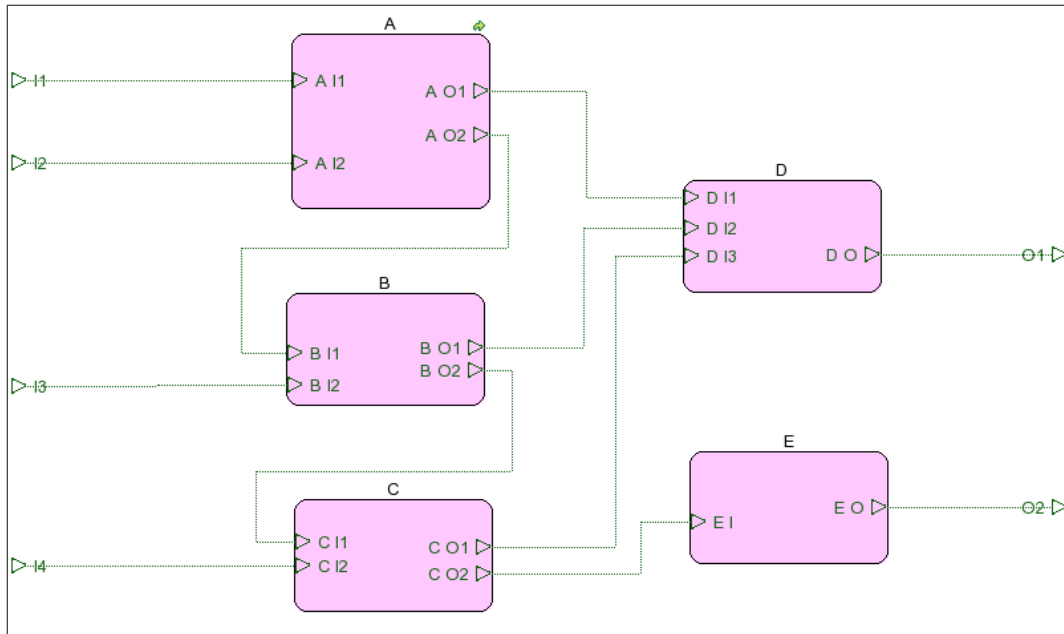 A
I1
A I1
A O1
A O2
I2
A I2
D
D I1
D I2
D I3
D O
O1
B
B I1
B O1
B O2
I3
B I2
E
E I
E O
O2
C
C I1
C O1
I4
C I2
C O2